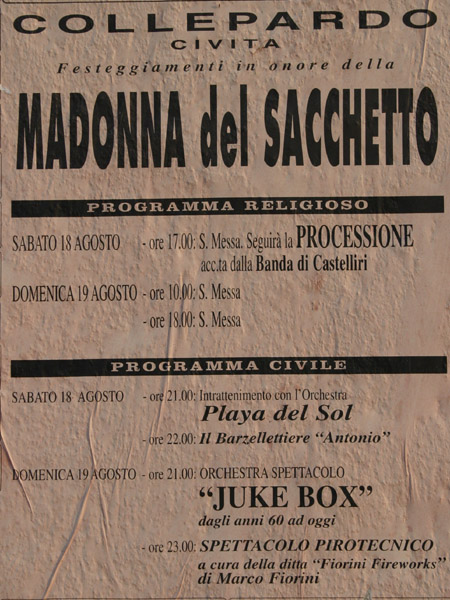 COLLEPARDO
CIVITA
Festeggiamenti in onore della
MADONNA del SACCHETTO
PROGRAMMA RELIGIOSO
SABATO 18 AGOSTO - ore 17.00: S. Messa. Seguirà la PROCESSIONE
acc.ta dalla Banda di Castelliri
DOMENICA 19 AGOSTO - ore 10.00: S. Messa
- ore 18.00: S. Messa
PROGRAMMA CIVILE
SABATO 18 AGOSTO - ore 21.00: Intrattenimento con l'Orchestra
Playa del Sol
- ore 22.00: Il Barzellettiere "Antonio"
DOMENICA 19 AGOSTO - ore 21.00: ORCHESTRA SPETTACOLO
"JUKE BOX"
dagli anni 60 ad oggi
- ore 23.00: SPETTACOLO PIROTECNICO
a cura della ditta "Fiorini Fireworks"
di Marco Fiorini